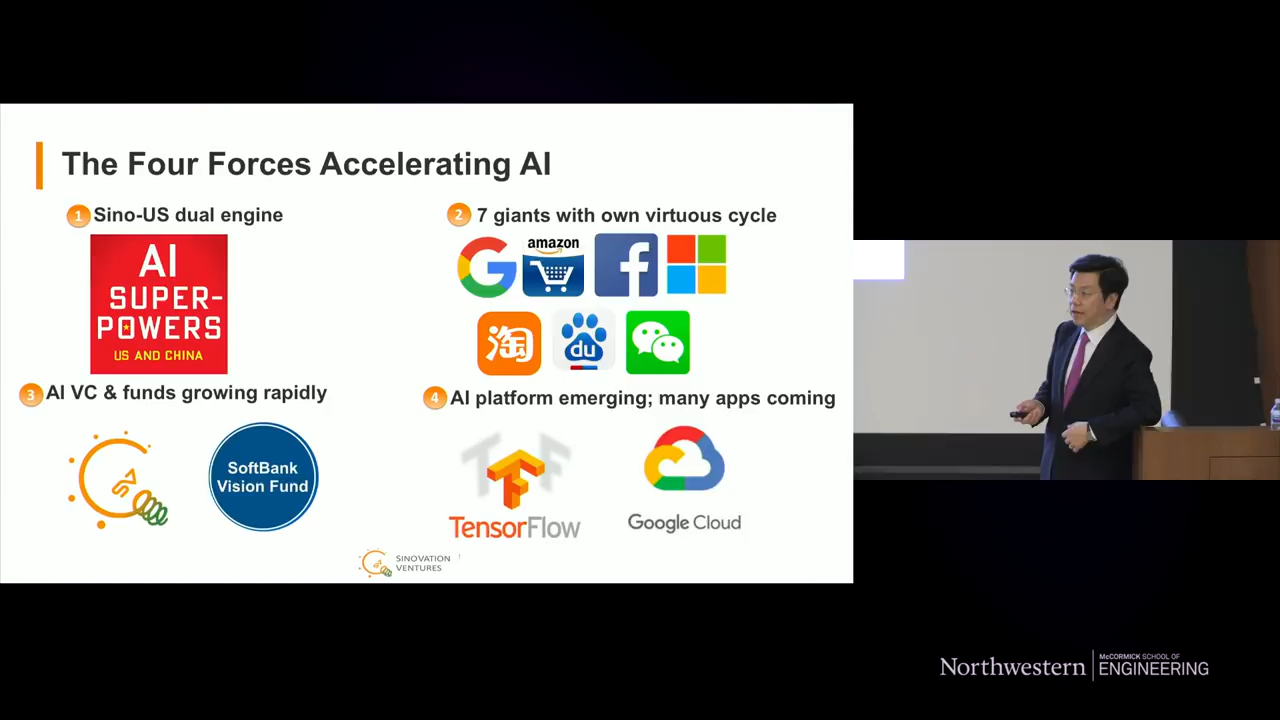 The Four Forces Accelerating AI
1 Sino-US dual engine
AI
SUPER-
POWERS
US AND CHINA
2 7 giants with own virtuous cycle
amazon
淘
du
3 AI VC & funds growing rapidly
SoftBank
Vision Fund
4 AI platform emerging; many apps coming
TensorFlow
Google Cloud
SINOVATION
VENTURES
Northwestern
McCORMICK SCHOOL OF
ENGINEERING